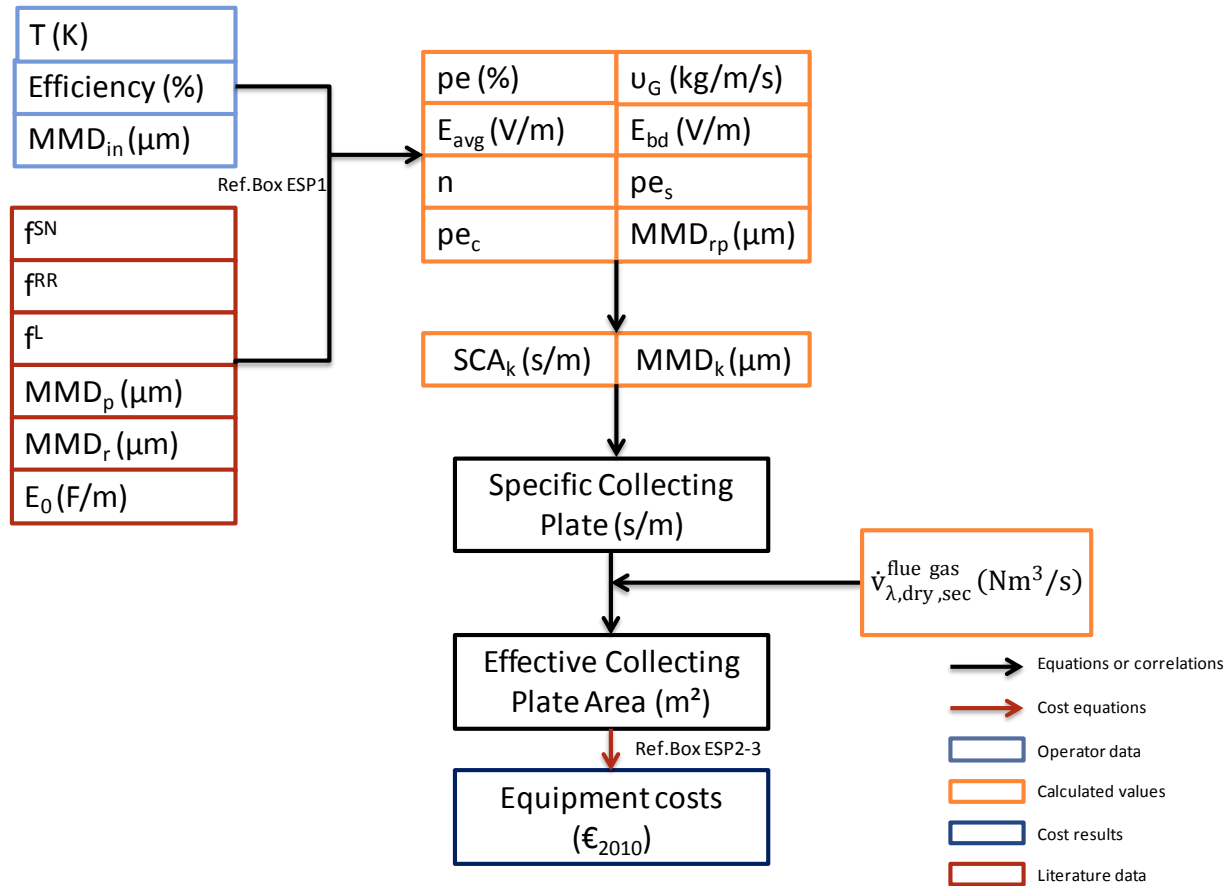 T (K)
Efficiency (%)
MMD_in (µm)
Ref.Box ESP1
f^SN
f^RR
f^L
MMD_p (µm)
MMD_r (µm)
E_0 (F/m)
pe (%)
υ_G (kg/m/s)
E_avg (V/m)
E_bd (V/m)
n
pe_s
pe_c
MMD_rp (µm)
SCA_k (s/m)
MMD_k (µm)
Specific Collecting
Plate (s/m)
v̇_λ,dry,sec^flue gas (Nm³/s)
Effective Collecting
Plate Area (m²)
Ref.Box ESP2-3
Equipment costs
(€_2010)
Equations or correlations
Cost equations
Operator data
Calculated values
Cost results
Literature data